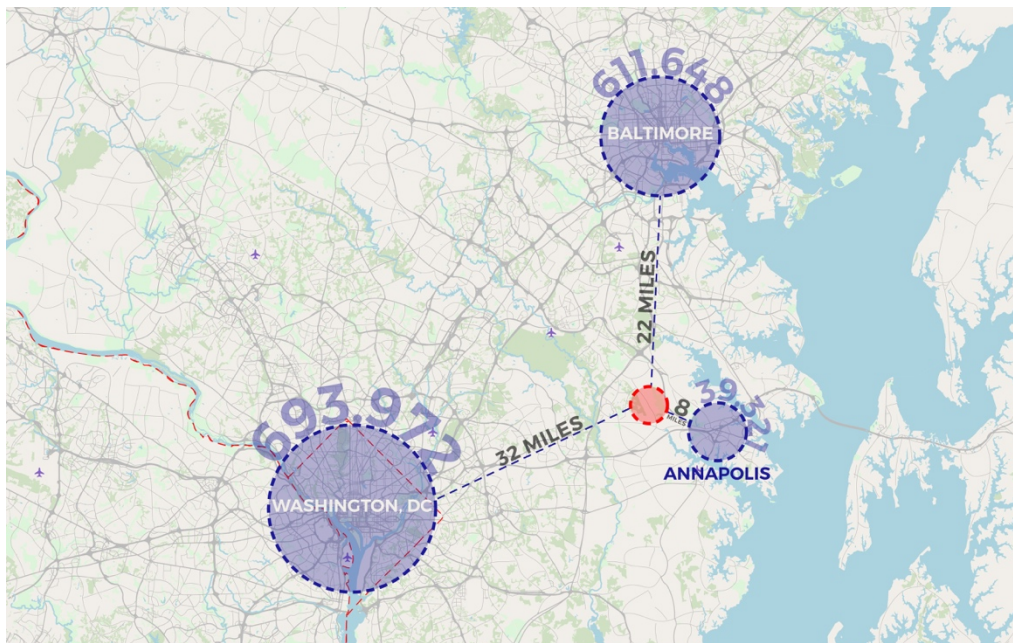 611.648
BALTIMORE
22 MILES
693.972
32 MILES
8
MILES
39.321
ANNAPOLIS
WASHINGTON, DC